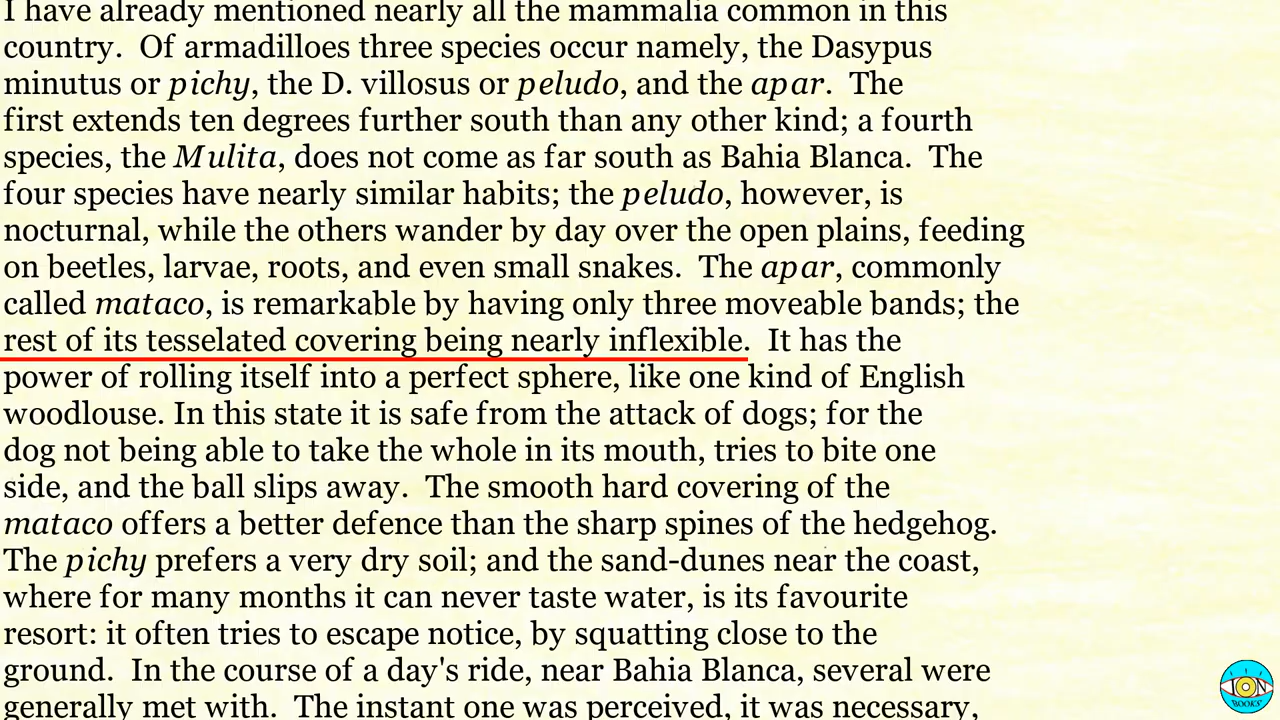 I have already mentioned nearly all the mammalia common in this
country.  Of armadilloes three species occur namely, the Dasypus
minutus or pichy, the D. villosus or peludo, and the apar.  The
first extends ten degrees further south than any other kind; a fourth
species, the Mulita, does not come as far south as Bahia Blanca.  The
four species have nearly similar habits; the peludo, however, is
nocturnal, while the others wander by day over the open plains, feeding
on beetles, larvae, roots, and even small snakes.  The apar, commonly
called mataco, is remarkable by having only three moveable bands; the
rest of its tesselated covering being nearly inflexible.  It has the
power of rolling itself into a perfect sphere, like one kind of English
woodlouse. In this state it is safe from the attack of dogs; for the
dog not being able to take the whole in its mouth, tries to bite one
side, and the ball slips away.  The smooth hard covering of the
mataco offers a better defence than the sharp spines of the hedgehog.
The pichy prefers a very dry soil; and the sand-dunes near the coast,
where for many months it can never taste water, is its favourite
resort: it often tries to escape notice, by squatting close to the
ground.  In the course of a day's ride, near Bahia Blanca, several were
generally met with.  The instant one was perceived, it was necessary,
ION
BOOKS